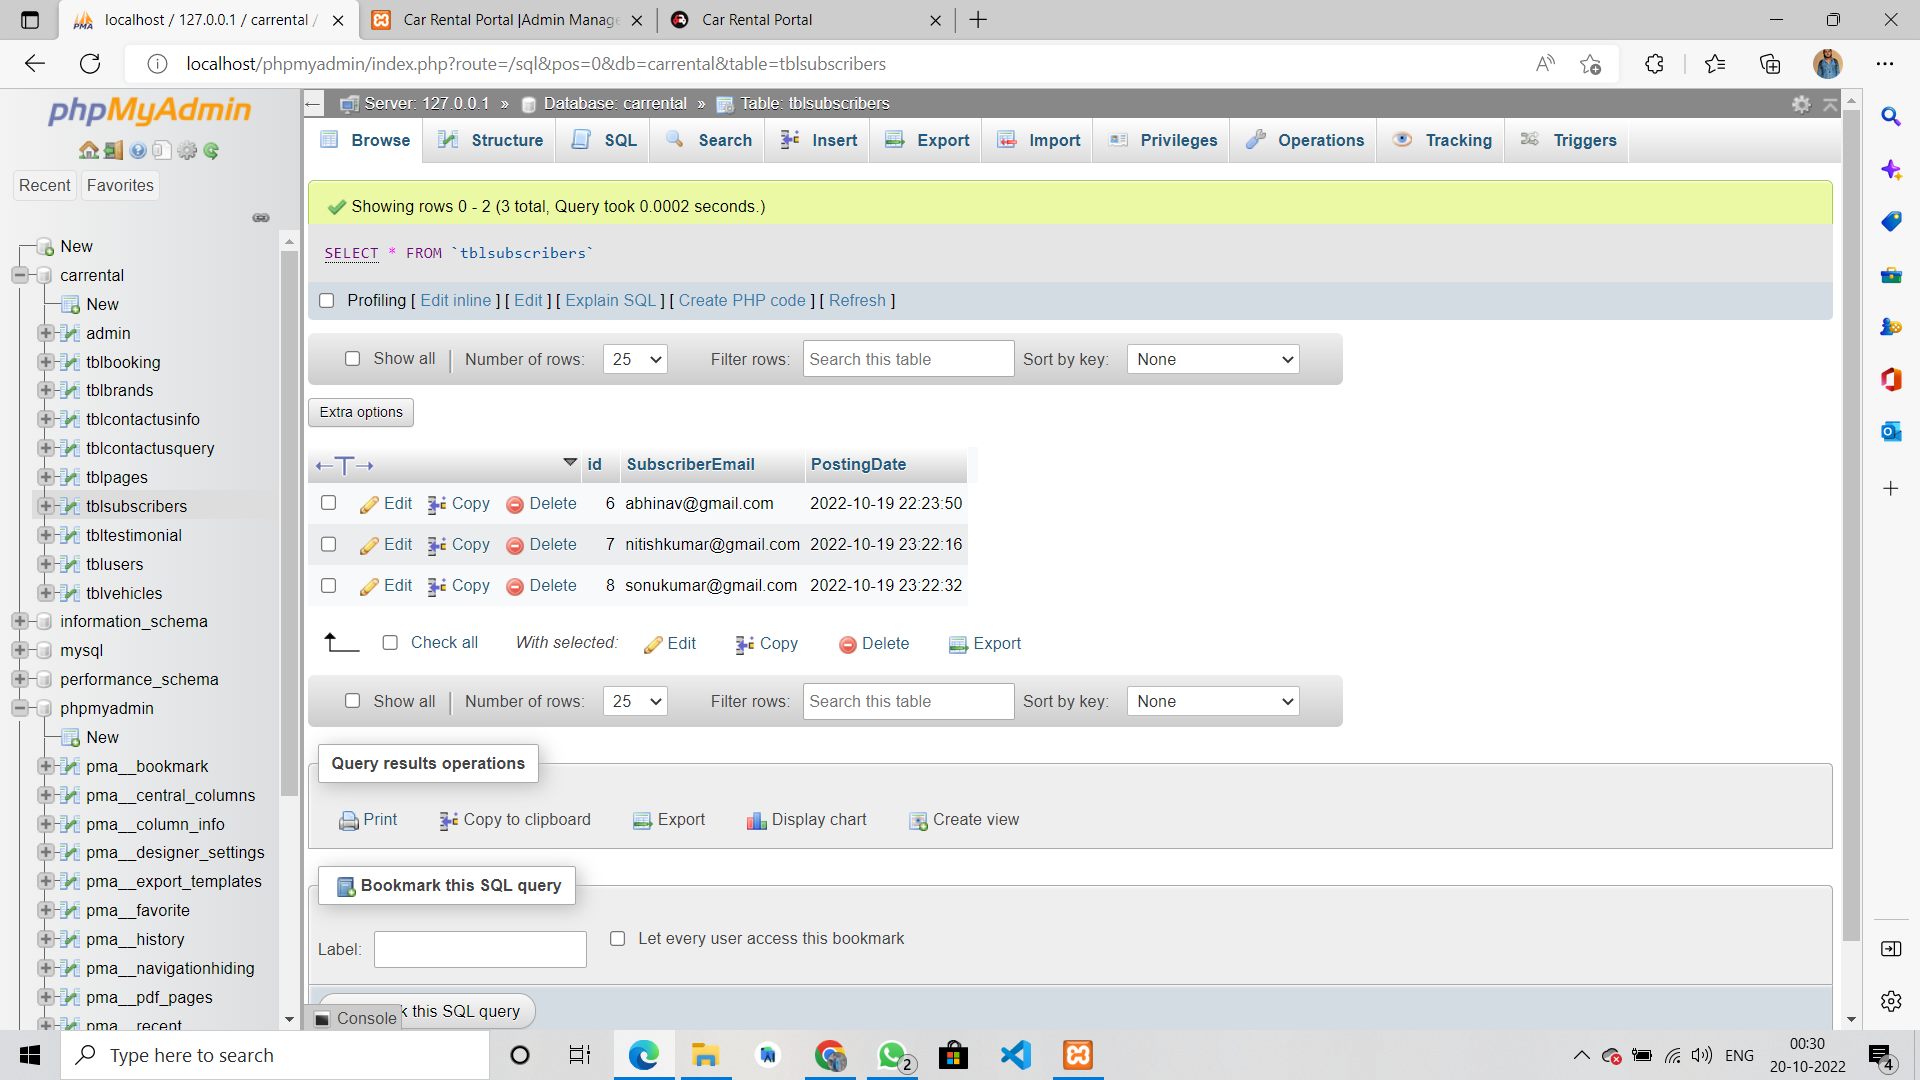 localhost / 127.0.0.1 / carrental /
Car Rental Portal |Admin Manage
Car Rental Portal
localhost/phpmyadmin/index.php?route=/sql&pos=0&db=carrental&table=tblsubscribers
phpMyAdmin
Recent
Favorites
New
carrental
New
admin
tblbooking
tblbrands
tblcontactusinfo
tblcontactusquery
tblpages
tblsubscribers
tbltestimonial
tblusers
tblvehicles
information_schema
mysql
performance_schema
phpmyadmin
New
pma__bookmark
pma__central_columns
pma__column_info
pma__designer_settings
pma__export_templates
pma__favorite
pma__history
pma__navigationhiding
pma__pdf_pages
pma__recent
Server: 127.0.0.1 » Database: carrental » Table: tblsubscribers
Browse Structure SQL Search Insert Export Import Privileges Operations Tracking Triggers
Showing rows 0 - 2 (3 total, Query took 0.0002 seconds.)
SELECT * FROM `tblsubscribers`
Profiling [ Edit inline ] [ Edit ] [ Explain SQL ] [ Create PHP code ] [ Refresh ]
Show all | Number of rows: 25 Filter rows: Search this table Sort by key: None
Extra options
id SubscriberEmail PostingDate
Edit Copy Delete 6 abhinav@gmail.com 2022-10-19 22:23:50
Edit Copy Delete 7 nitishkumar@gmail.com 2022-10-19 23:22:16
Edit Copy Delete 8 sonukumar@gmail.com 2022-10-19 23:22:32
Check all With selected: Edit Copy Delete Export
Show all | Number of rows: 25 Filter rows: Search this table Sort by key: None
Query results operations
Print Copy to clipboard Export Display chart Create view
Bookmark this SQL query
Label: Let every user access this bookmark
k this SQL query
Console
Type here to search
2
ENG
00:30
20-10-2022
4